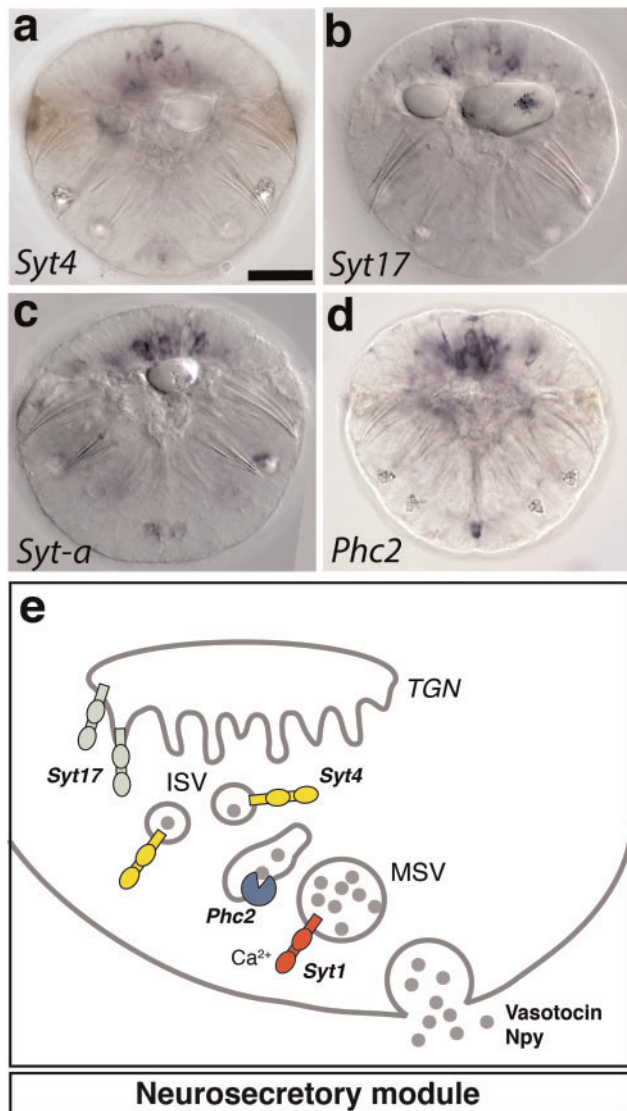 a
b
Syt4
Syt17
c
d
Syt-a
Phc2
e
TGN
Syt17
ISV
Syt4
MSV
Phc2
Ca²⁺
Syt1
Vasotocin
Npy
Neurosecretory module